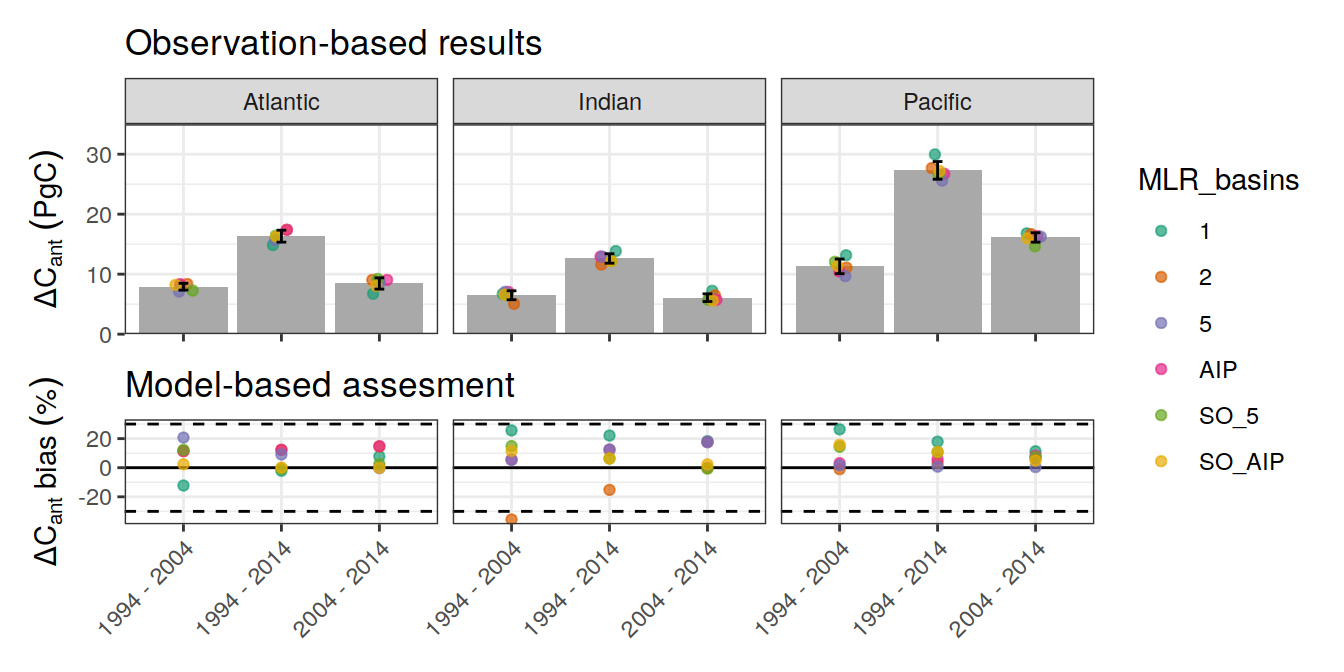 Observation-based results
Atlantic
Indian
Pacific
ΔCant (PgC)
30
20
10
0
Model-based assesment
ΔCant bias (%)
20
0
-20
1994 - 2004
1994 - 2014
2004 - 2014
1994 - 2004
1994 - 2014
2004 - 2014
1994 - 2004
1994 - 2014
2004 - 2014
MLR_basins
1
2
5
AIP
SO_5
SO_AIP